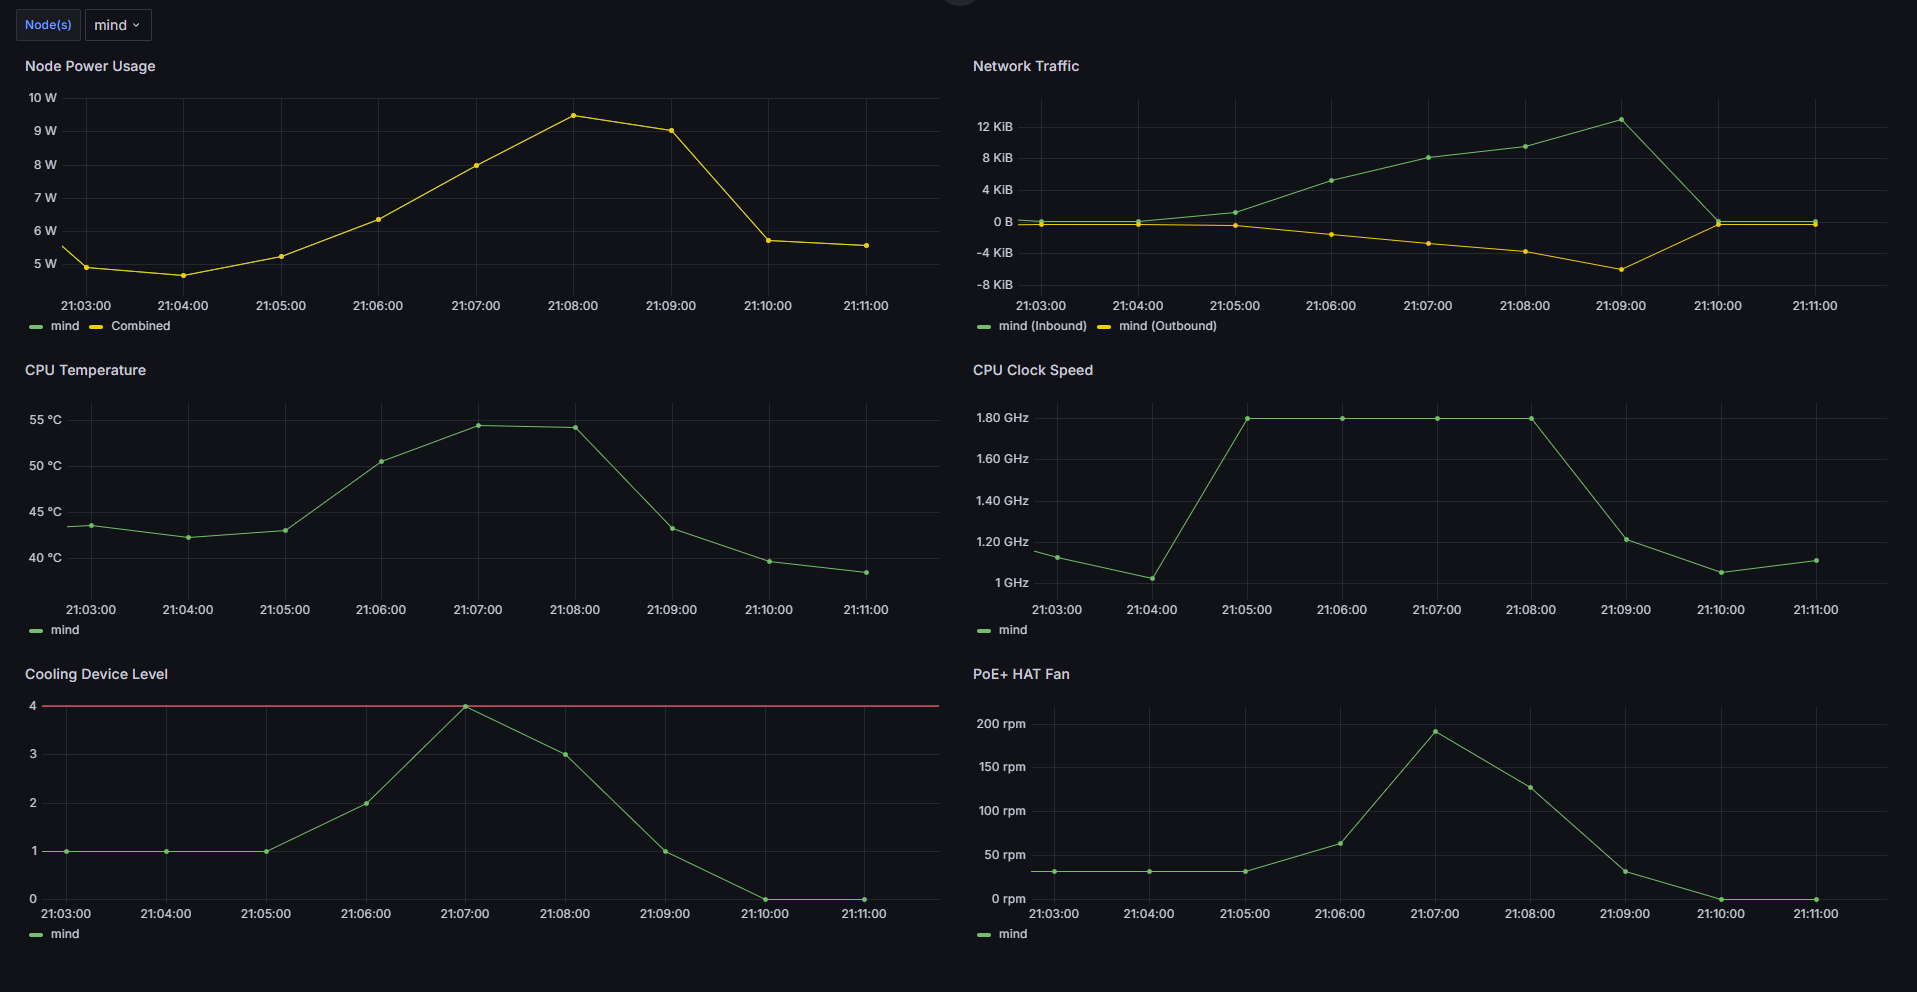 Node(s) mind
Node Power Usage
10 W
9 W
8 W
7 W
6 W
5 W
21:03:00 21:04:00 21:05:00 21:06:00 21:07:00 21:08:00 21:09:00 21:10:00 21:11:00
mind Combined
Network Traffic
12 KiB
8 KiB
4 KiB
0 B
-4 KiB
-8 KiB
21:03:00 21:04:00 21:05:00 21:06:00 21:07:00 21:08:00 21:09:00 21:10:00 21:11:00
mind (Inbound) mind (Outbound)
CPU Temperature
55 °C
50 °C
45 °C
40 °C
21:03:00 21:04:00 21:05:00 21:06:00 21:07:00 21:08:00 21:09:00 21:10:00 21:11:00
mind
CPU Clock Speed
1.80 GHz
1.60 GHz
1.40 GHz
1.20 GHz
1 GHz
21:03:00 21:04:00 21:05:00 21:06:00 21:07:00 21:08:00 21:09:00 21:10:00 21:11:00
mind
Cooling Device Level
4
3
2
1
0
21:03:00 21:04:00 21:05:00 21:06:00 21:07:00 21:08:00 21:09:00 21:10:00 21:11:00
mind
PoE+ HAT Fan
200 rpm
150 rpm
100 rpm
50 rpm
0 rpm
21:03:00 21:04:00 21:05:00 21:06:00 21:07:00 21:08:00 21:09:00 21:10:00 21:11:00
mind